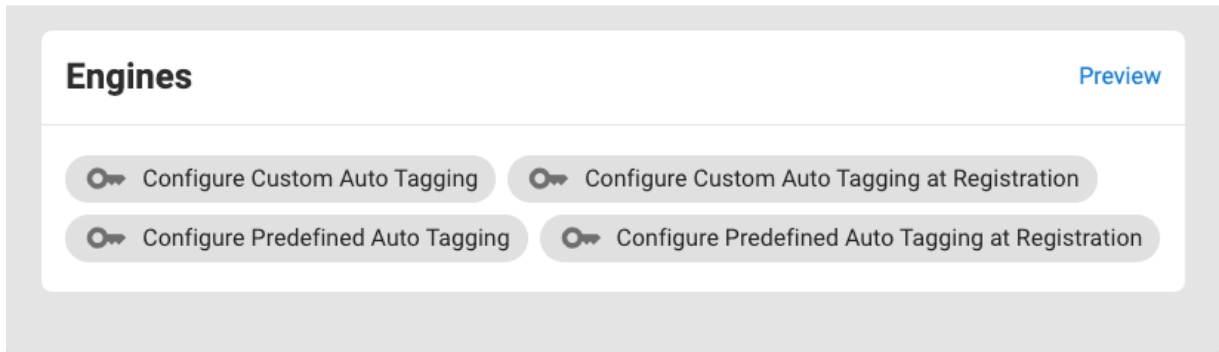 Engines
Preview
Configure Custom Auto Tagging
Configure Custom Auto Tagging at Registration
Configure Predefined Auto Tagging
Configure Predefined Auto Tagging at Registration